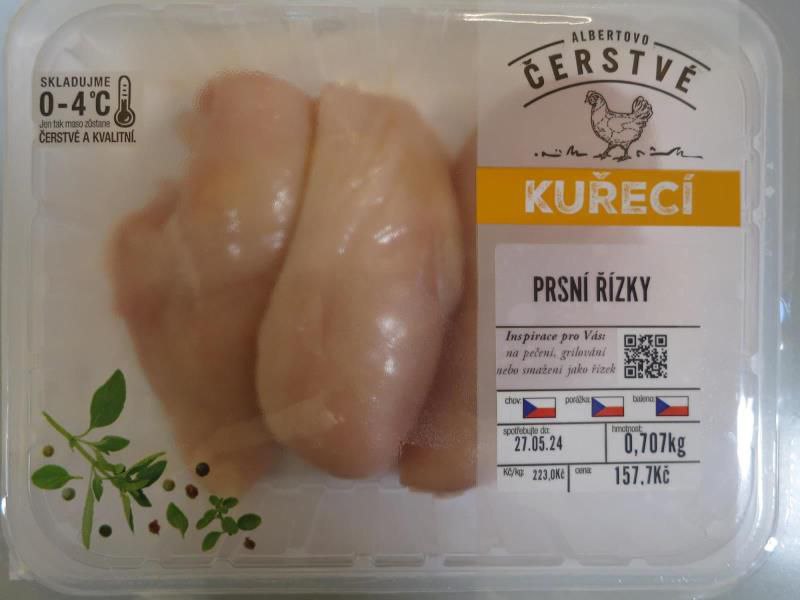 SKLADUJME
0-4°C
Jen tak maso zůstane
ČERSTVÉ A KVALITNÍ.
ALBERTOVO
ČERSTVÉ
KUŘECÍ
PRSNÍ ŘÍZKY
Inspirace pro Vás:
na pečení, grilování
nebo smažení jako řízek
chov: porážka: baleno:
spotřebujte do: hmotnost:
27.05.24 0,707kg
Kč/kg: 223,0Kč cena: 157,7Kč